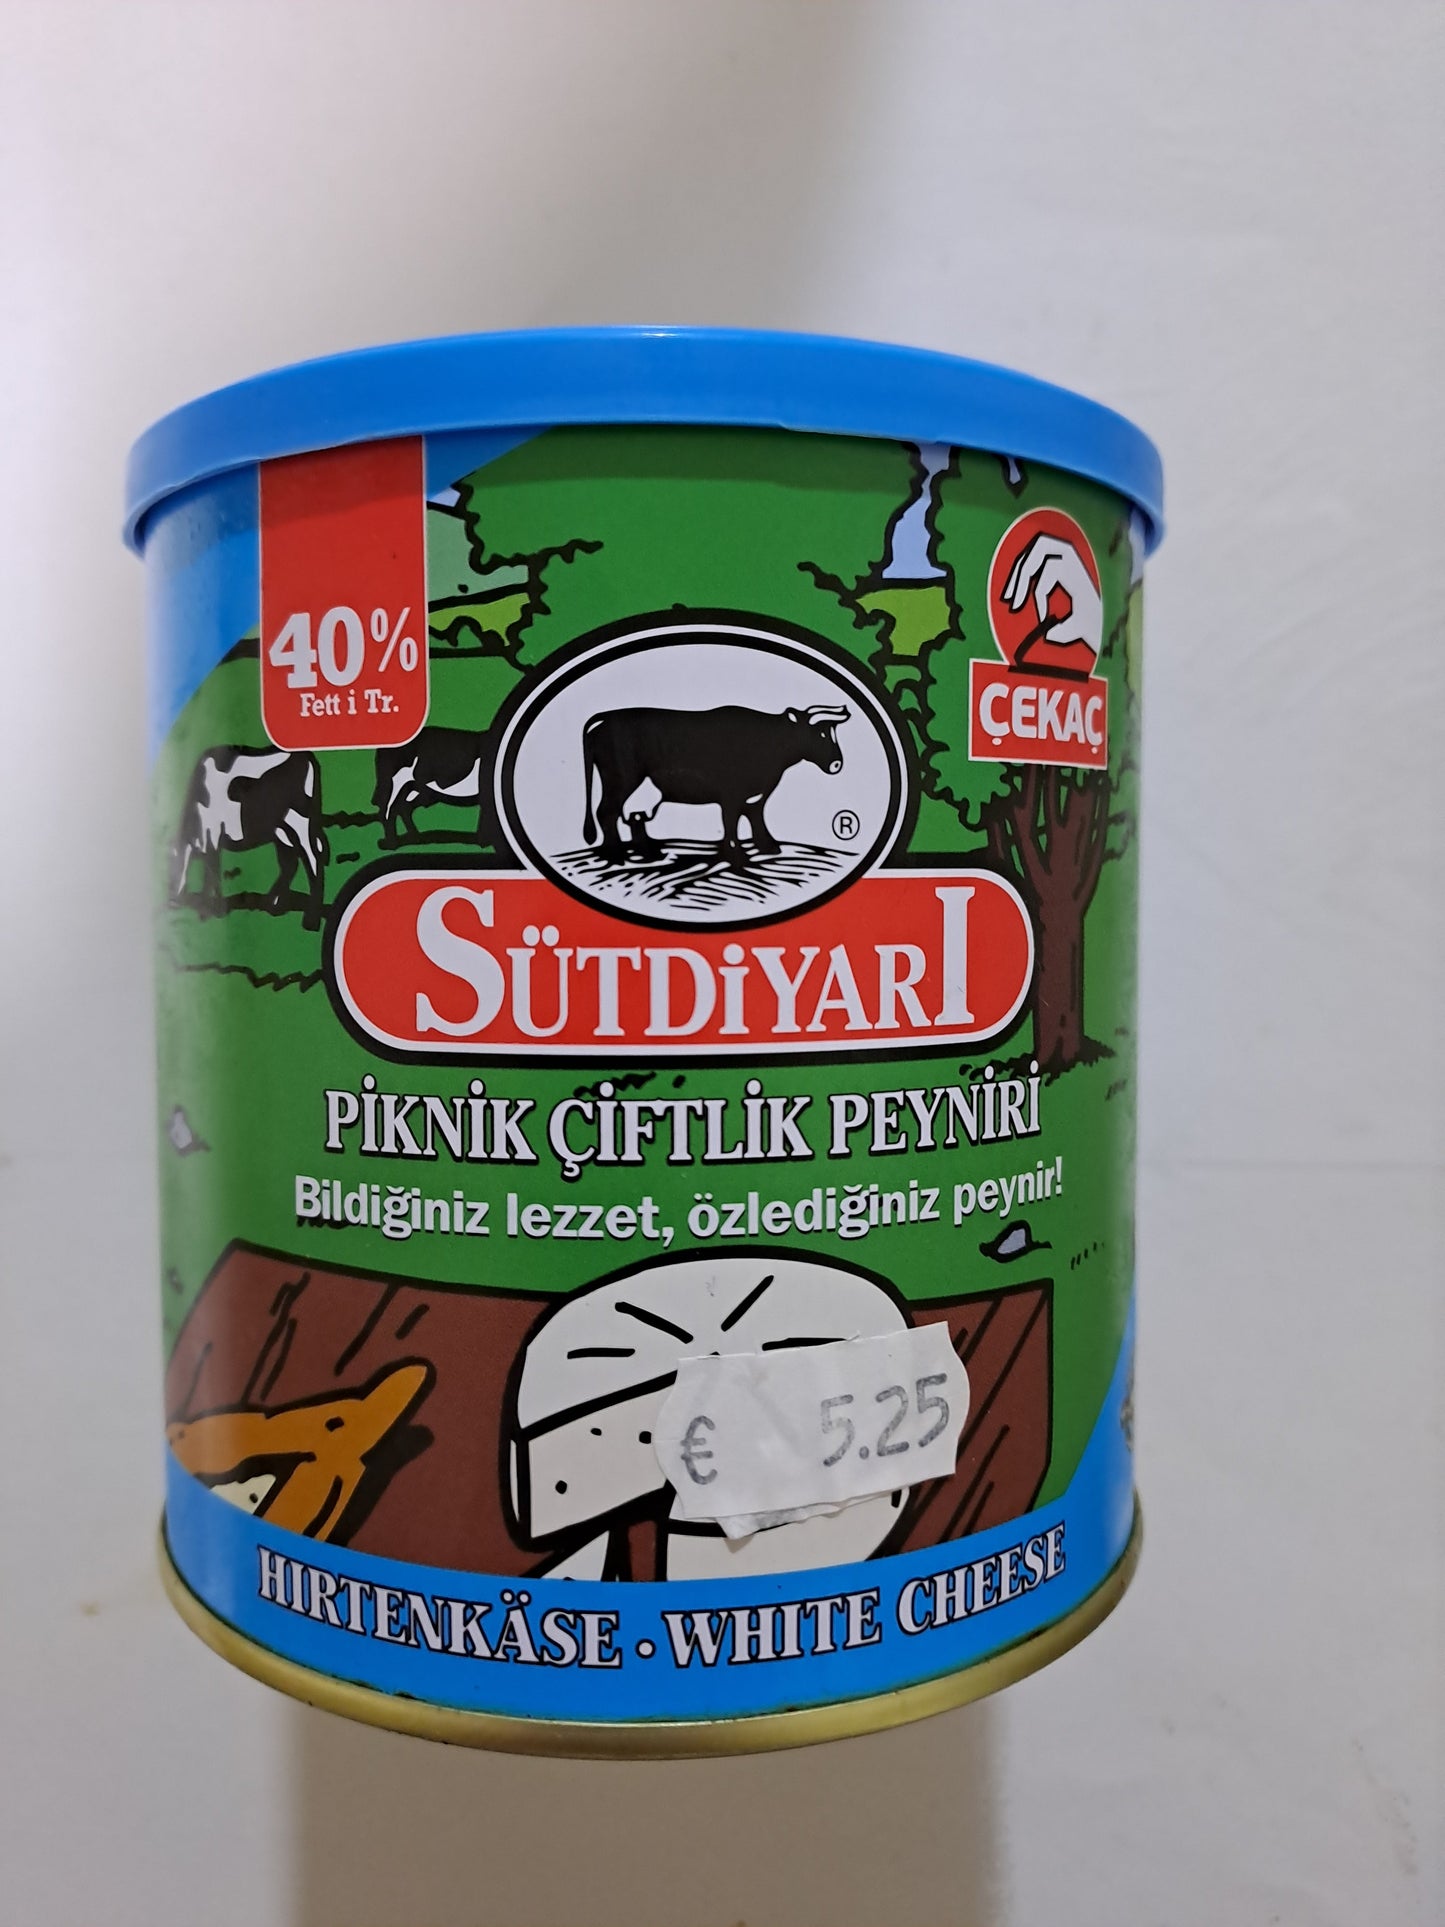 40%
Fett i Tr.
ÇEKAÇ
®
SÜTDİYARI
PİKNİK ÇİFTLİK PEYNİRİ
Bildiğiniz lezzet, özlediğiniz peynir!
€ 5.25
HIRTENKÄSE · WHITE CHEESE